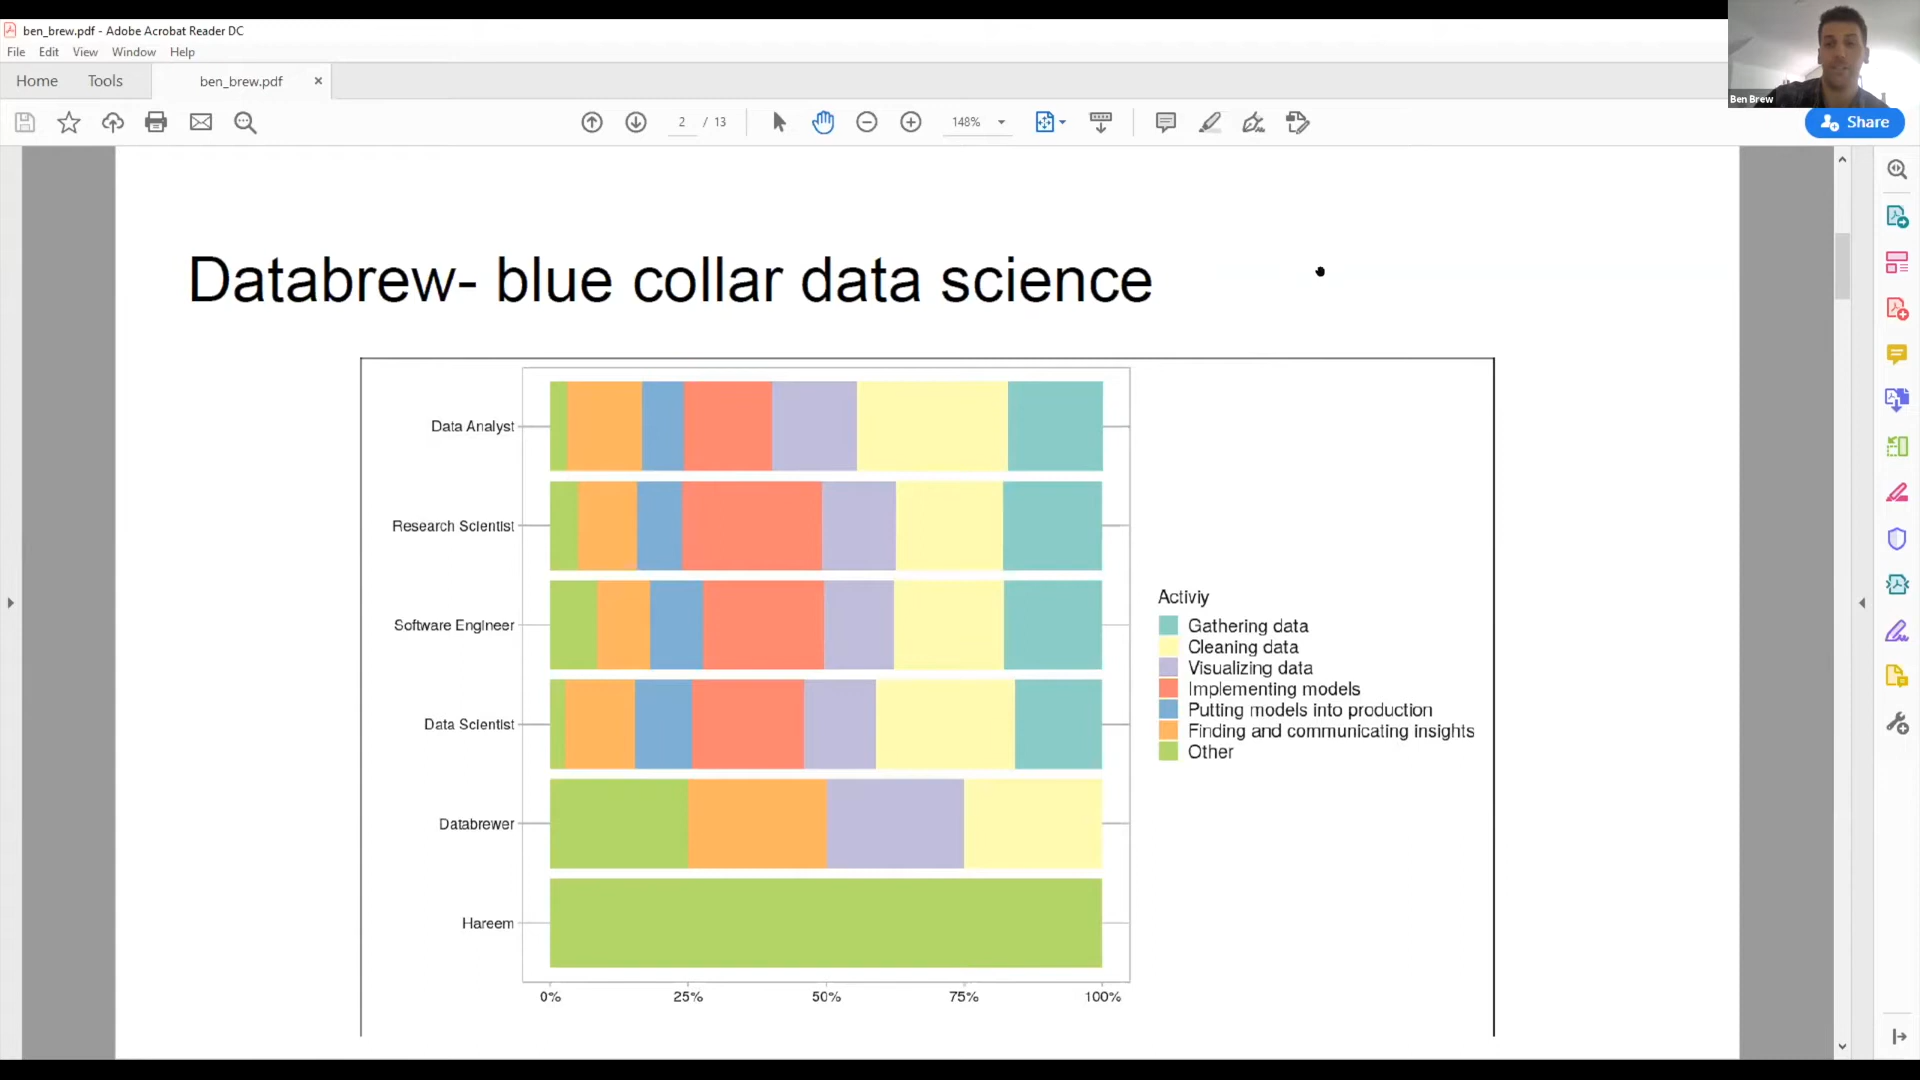 ben_brew.pdf - Adobe Acrobat Reader DC
File Edit View Window Help
Home Tools ben_brew.pdf ×
2 / 13 148% Share
Ben Brew
Databrew- blue collar data science
Data Analyst
Research Scientist
Software Engineer
Data Scientist
Databrewer
Hareem
0% 25% 50% 75% 100%
Activiy
Gathering data
Cleaning data
Visualizing data
Implementing models
Putting models into production
Finding and communicating insights
Other